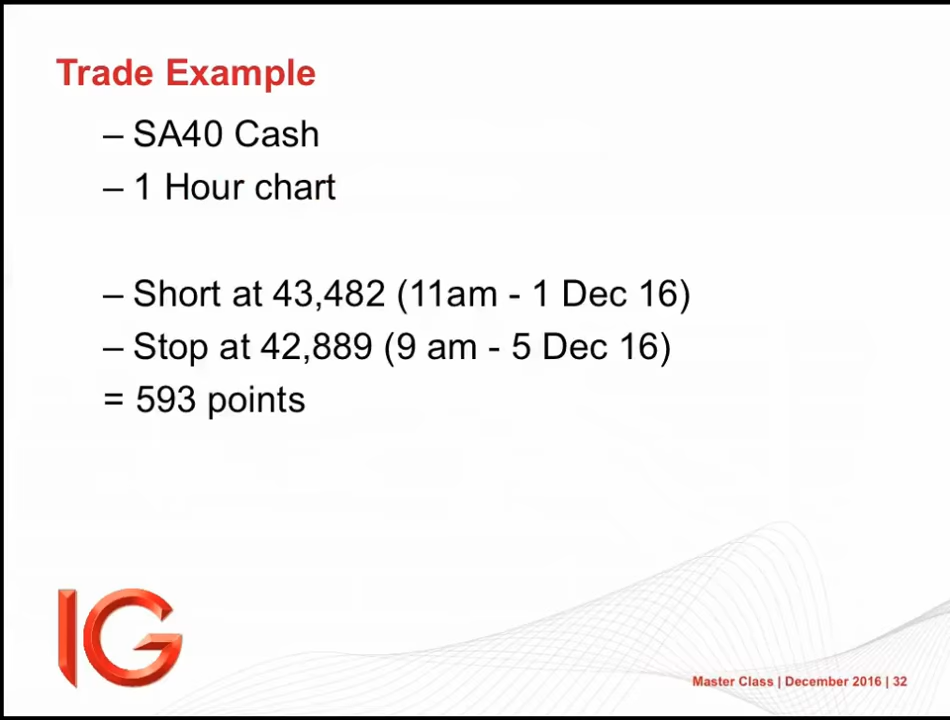 Trade Example
– SA40 Cash
– 1 Hour chart
– Short at 43,482 (11am - 1 Dec 16)
– Stop at 42,889 (9 am - 5 Dec 16)
= 593 points
IG
Master Class | December 2016 | 32